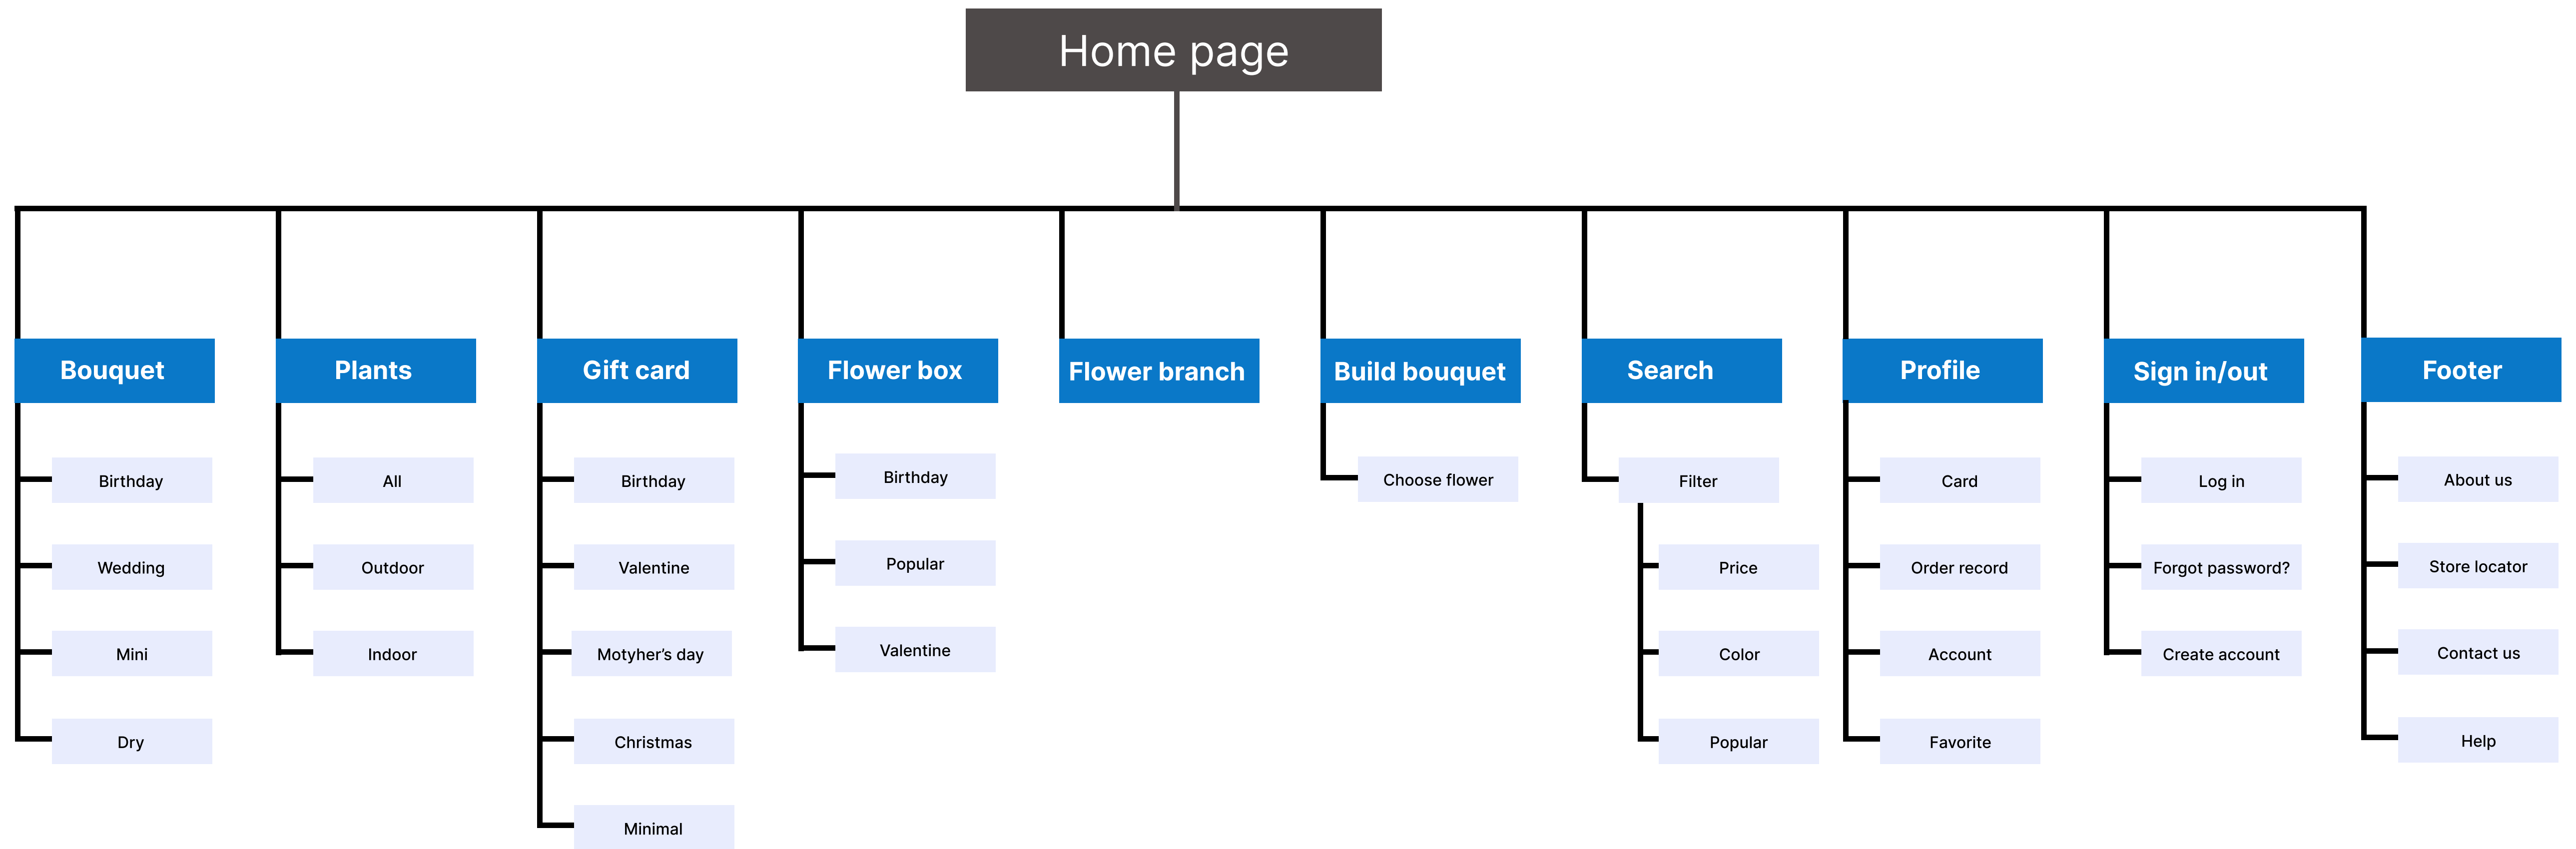 Home page
Bouquet
Birthday
Wedding
Mini
Dry
Plants
All
Outdoor
Indoor
Gift card
Birthday
Valentine
Motyher’s day
Christmas
Minimal
Flower box
Birthday
Popular
Valentine
Flower branch
Build bouquet
Choose flower
Search
Filter
Price
Color
Popular
Profile
Card
Order record
Account
Favorite
Sign in/out
Log in
Forgot password?
Create account
Footer
About us
Store locator
Contact us
Help